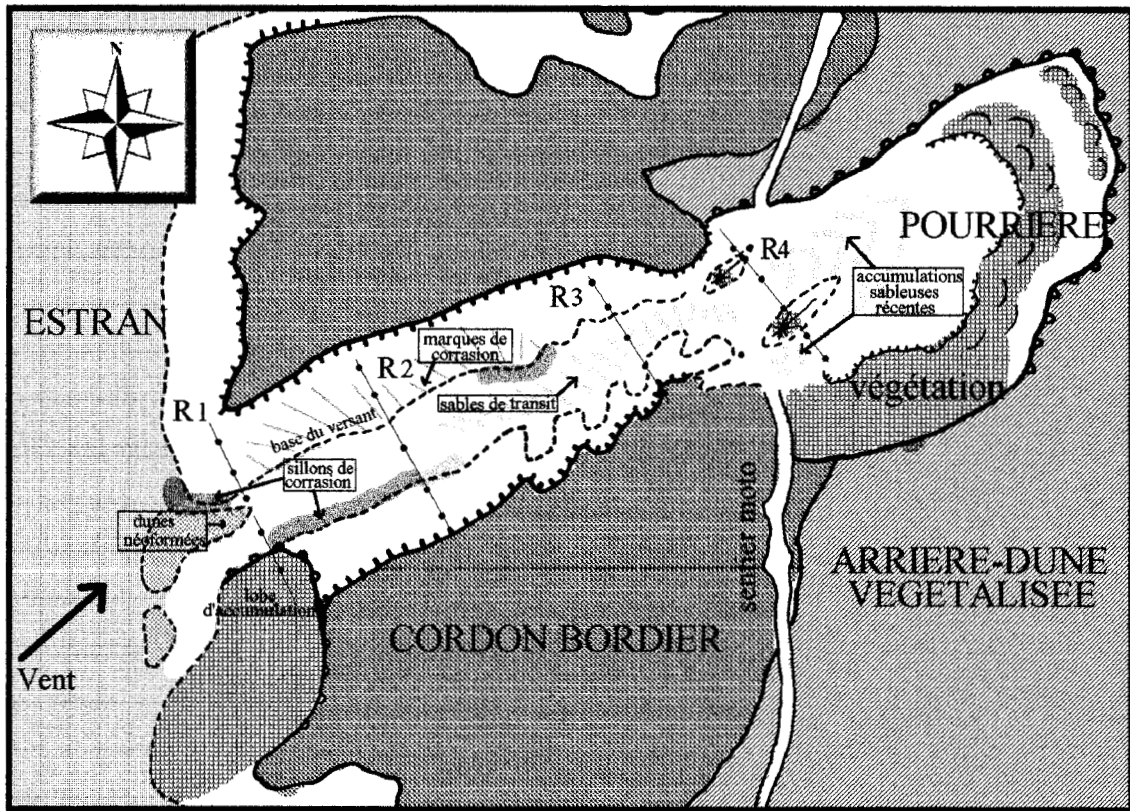 N
POURRIERE
R4
accumulations
sableuses
récentes
R3
ESTRAN
marques de
corrasion
R2
sables de transit
végétation
R1
base du versant
sillons de
corrasion
dunes
néoformées
sentier moto
ARRIERE-DUNE
VEGETALISEE
lobe
d'accumulation
CORDON BORDIER
Vent